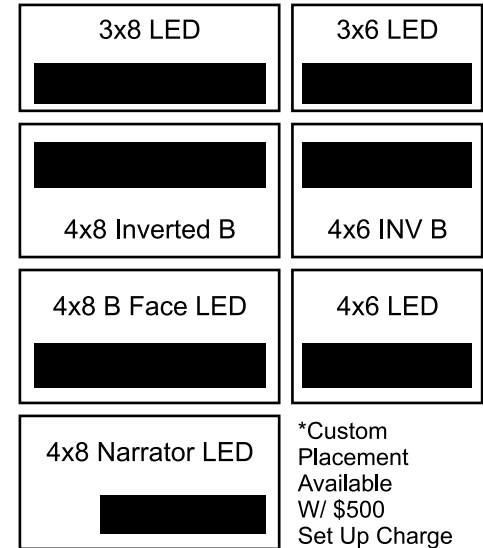 3x8 LED
3x6 LED
4x8 Inverted B
4x6 INV B
4x8 B Face LED
4x6 LED
4x8 Narrator LED
*Custom
Placement
Available
W/ $500
Set Up Charge